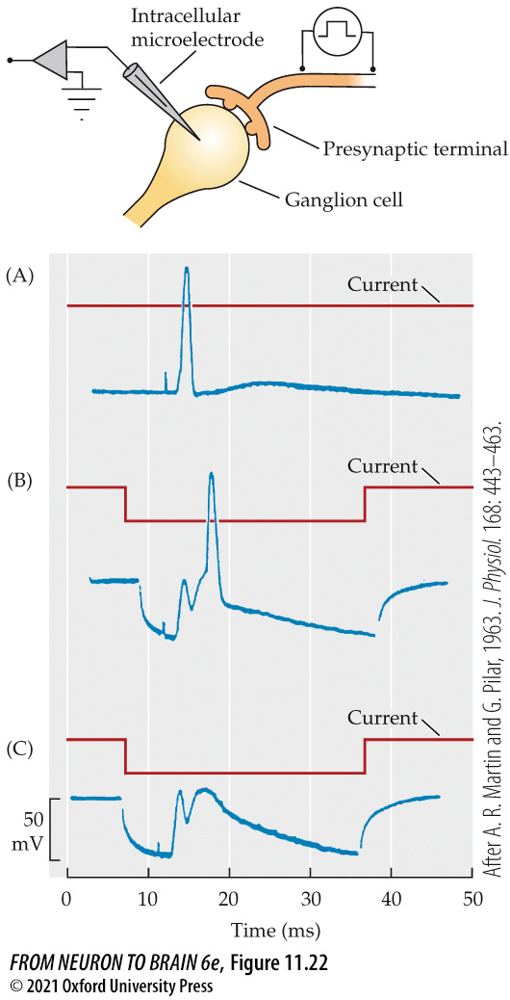 Intracellular
microelectrode
Presynaptic terminal
Ganglion cell
(A)
Current
(B)
Current
(C)
Current
50
mV
0 10 20 30 40 50
Time (ms)
After A. R. Martin and G. Pilar, 1963. J. Physiol. 168: 443–463.
FROM NEURON TO BRAIN 6e, Figure 11.22
© 2021 Oxford University Press